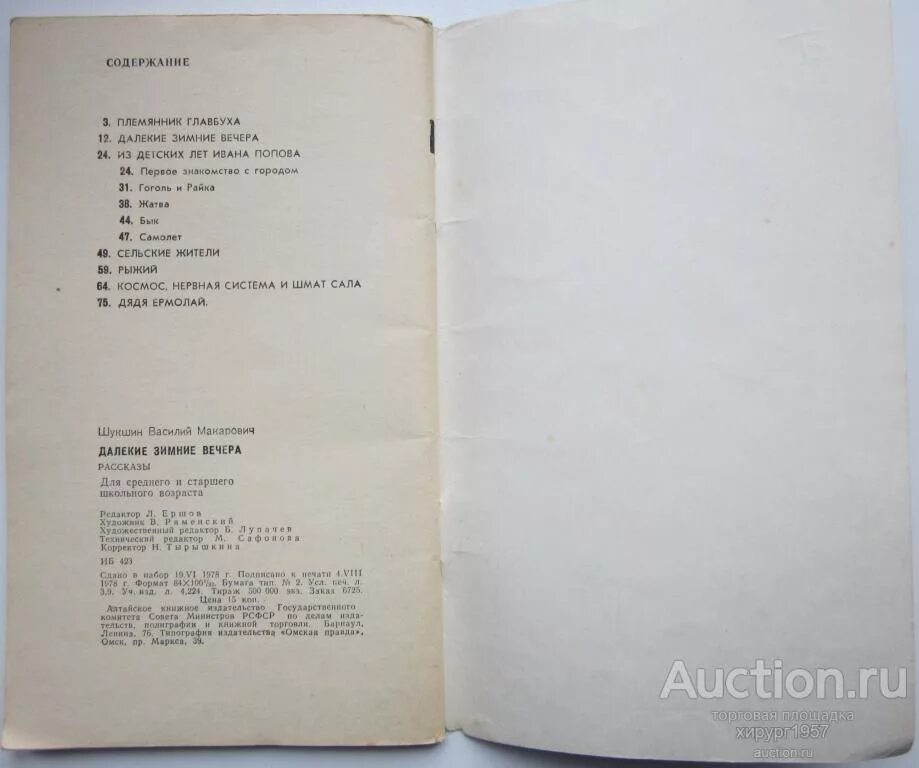 СОДЕРЖАНИЕ
3. ПЛЕМЯННИК ГЛАВБУХА
12. ДАЛЕКИЕ ЗИМНИЕ ВЕЧЕРА
24. ИЗ ДЕТСКИХ ЛЕТ ИВАНА ПОПОВА
24. Первое знакомство с городом
31. Гоголь и Райка
38. Жатва
44. Бык
47. Самолет
49. СЕЛЬСКИЕ ЖИТЕЛИ
59. РЫЖИЙ
64. КОСМОС, НЕРВНАЯ СИСТЕМА И ШМАТ САЛА
75. ДЯДЯ ЕРМОЛАЙ.
Шукшин Василий Макарович
ДАЛЕКИЕ ЗИМНИЕ ВЕЧЕРА
РАССКАЗЫ
Для среднего и старшего
школьного возраста
Редактор Л. Ершов
Художник В. Раменский
Художественный редактор Б. Лупачев
Технический редактор М. Сафонова
Корректор Н. Тырышкина
ИБ 423
Сдано в набор 19.VI 1978 г. Подписано к печати 4.VIII
1978 г. Формат 84Х100¹/₃₂. Бумага тип. № 2. Усл. печ. л.
3,9. Уч. изд. л. 4,224. Тираж 500 000 экз. Заказ 6725.
Цена 15 коп.
Алтайское книжное издательство Государственного
комитета Совета Министров РСФСР по делам изда-
тельств, полиграфии и книжной торговли. Барнаул,
Ленина, 76. Типография издательства «Омская правда»,
Омск, пр. Маркса, 39.
Auction.ru
торговая площадка
хирург1957
auction.ru